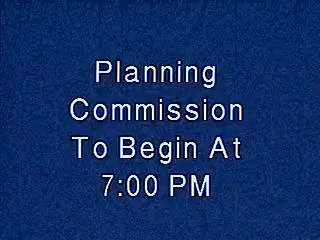 Planning
Commission
To Begin At
7:00 PM